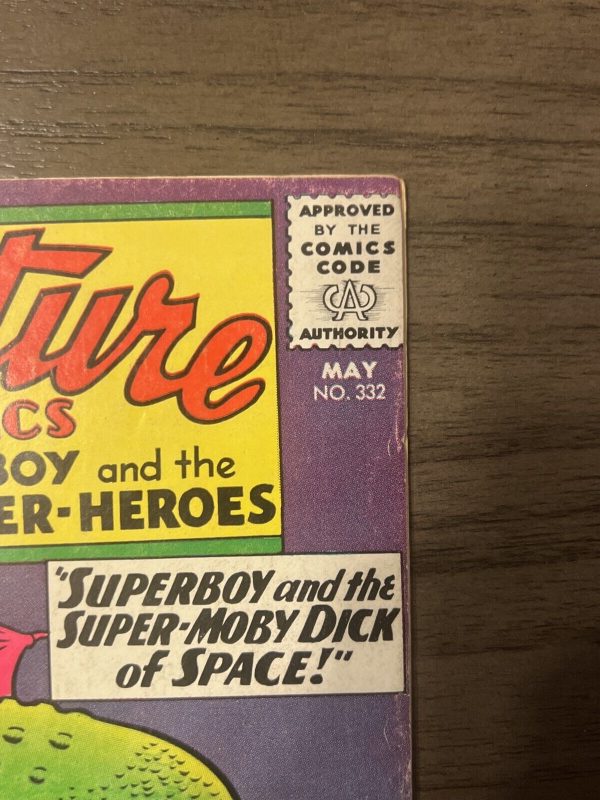 ture
CS
BOY and the
ER-HEROES
APPROVED
BY THE
COMICS
CODE
CA
AUTHORITY
MAY
NO. 332
"SUPERBOY and the
SUPER-MOBY DICK
of SPACE!"